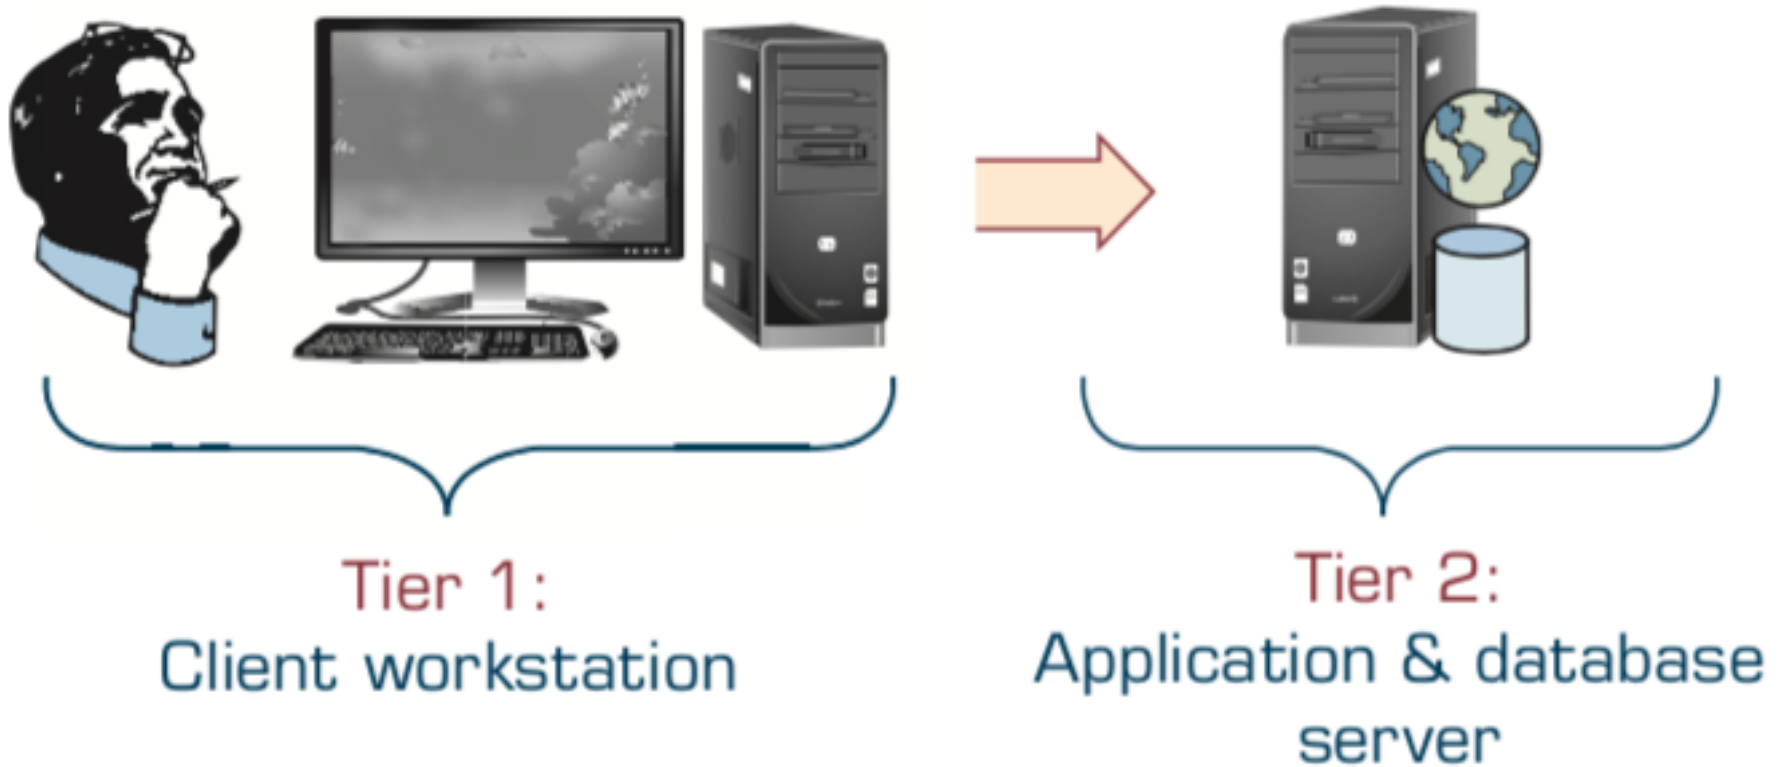 Tier 1:
Client workstation
Tier 2:
Application & database
server